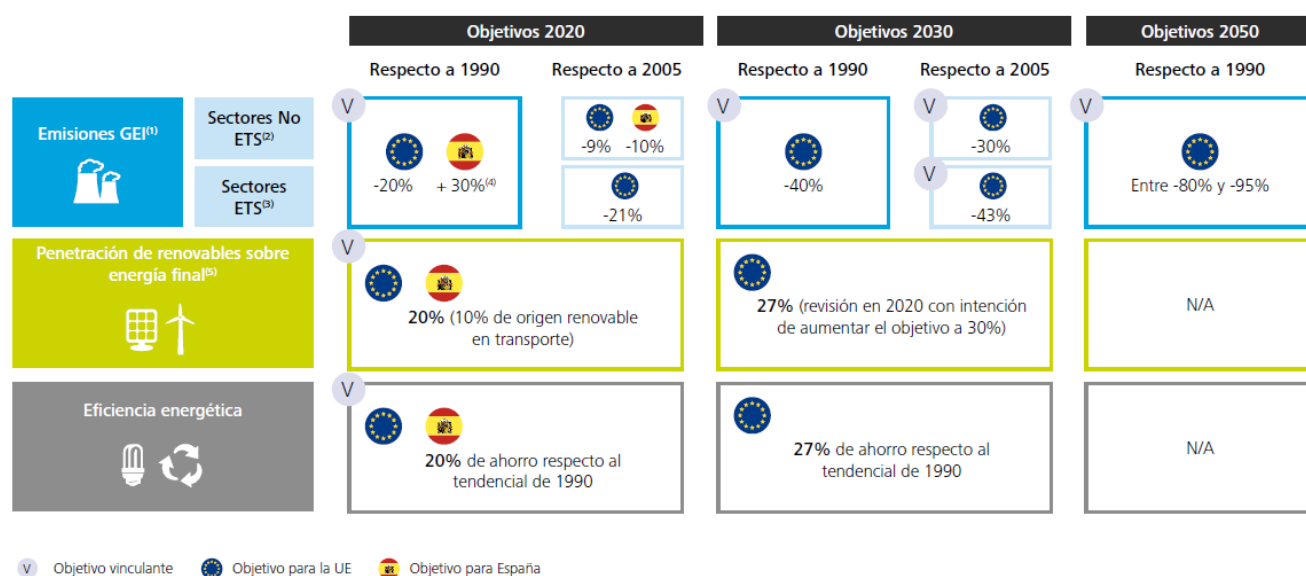 Objetivos 2020
Objetivos 2030
Objetivos 2050
Respecto a 1990
Respecto a 2005
Respecto a 1990
Respecto a 2005
Respecto a 1990
Emisiones GEI(1)
Sectores No
ETS(2)
Sectores
ETS(3)
V
-20%
+ 30%(4)
-9%
-10%
-21%
V
-40%
V
-30%
V
-43%
V
Entre -80% y -95%
Penetración de renovables sobre
energía final(5)
V
20% (10% de origen renovable
en transporte)
27% (revisión en 2020 con intención
de aumentar el objetivo a 30%)
N/A
Eficiencia energética
V
20% de ahorro respecto al
tendencial de 1990
27% de ahorro respecto al
tendencial de 1990
N/A
V Objetivo vinculante
Objetivo para la UE
Objetivo para España